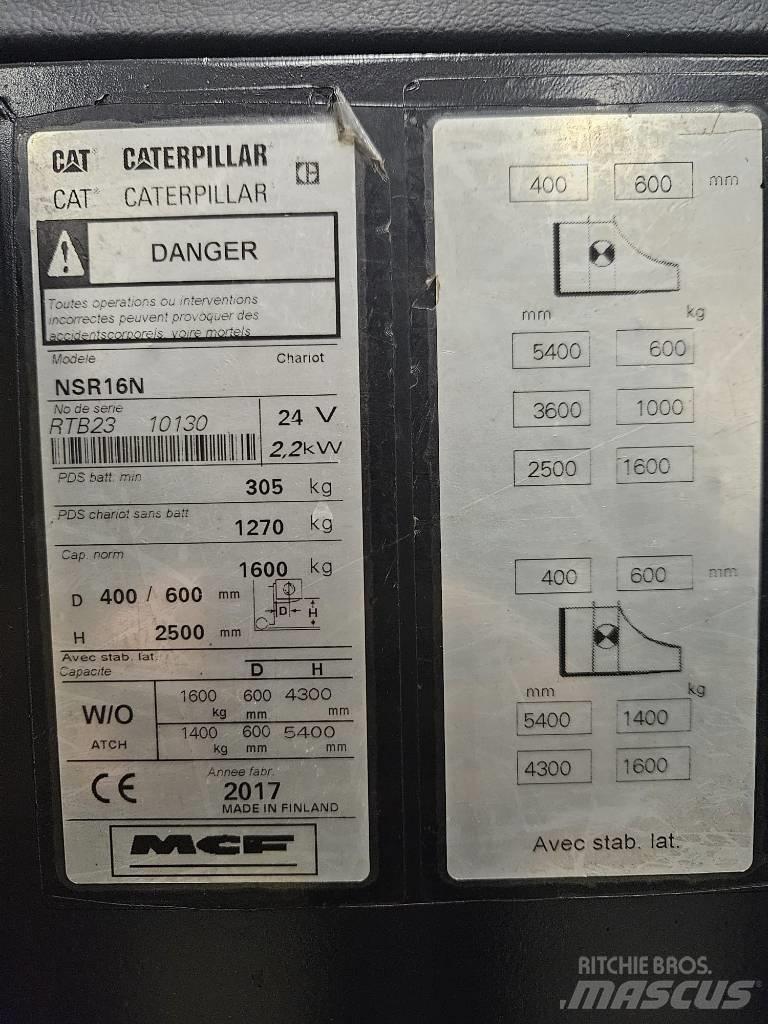 CAT CATERPILLAR
CAT CATERPILLAR
DANGER
Toutes operations ou interventions
incorrectes peuvent provoquer des
accidentscorporels, voire mortels
Modele Chariot
NSR16N
No de serie
RTB23 10130
24 V
2,2kW
PDS batt. min
305 kg
PDS chariot sans batt
1270 kg
Cap. norm
1600 kg
D 400 / 600 mm
D H
H 2500 mm
Avec stab. lat.
Capacite D H
W/O
ATCH
1600 kg 600 mm 4300 mm
1400 kg 600 mm 5400 mm
CE
Annee fabr.
2017
MADE IN FINLAND
MCF
400 600 mm
mm kg
5400 600
3600 1000
2500 1600
400 600 mm
mm kg
5400 1400
4300 1600
Avec stab. lat.
RITCHIE BROS.
MASCUS